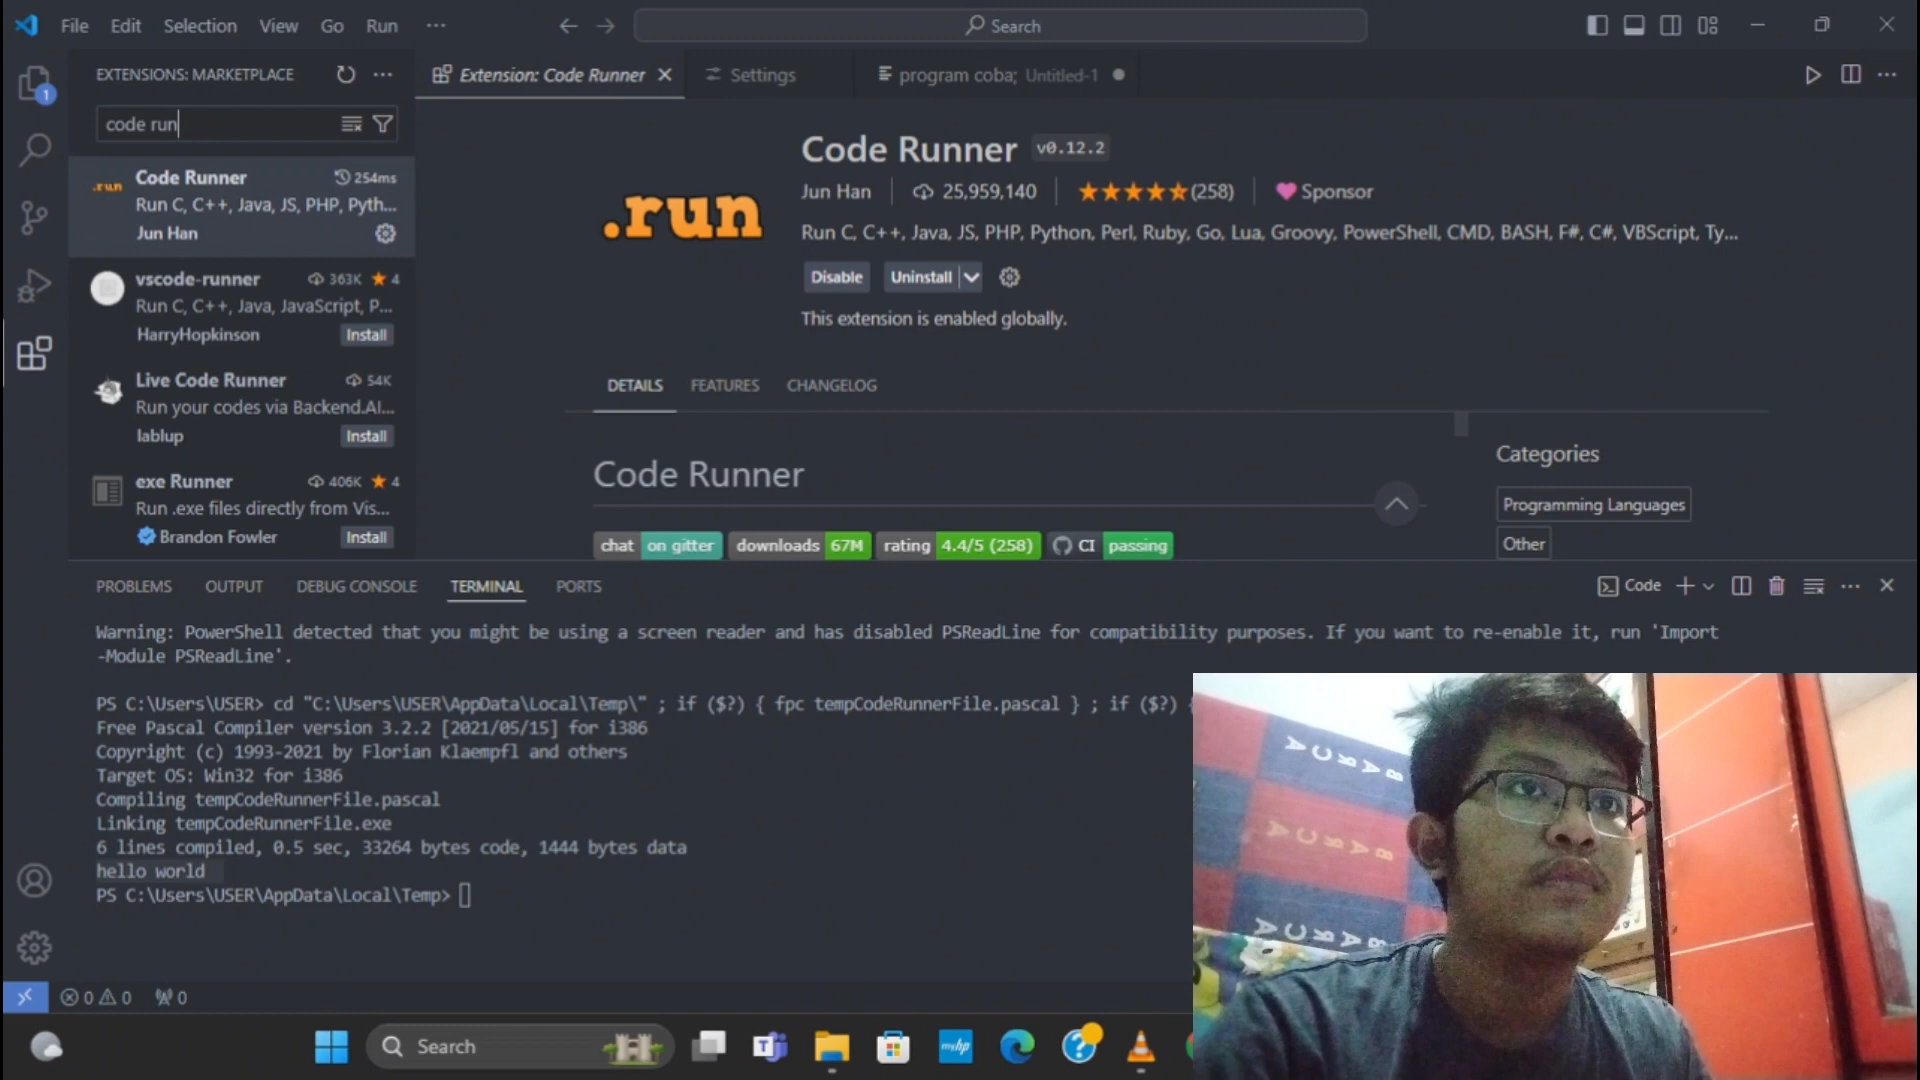 File Edit Selection View Go Run ···
Search
EXTENSIONS: MARKETPLACE
code run
Code Runner 254ms
Run C, C++, Java, JS, PHP, Pyth...
Jun Han
vscode-runner 363K 4
Run C, C++, Java, JavaScript, P...
HarryHopkinson Install
Live Code Runner 54K
Run your codes via Backend.AI...
lablup Install
exe Runner 406K 4
Run .exe files directly from Vis...
Brandon Fowler Install
Extension: Code Runner Settings program coba; Untitled-1
.run
Code Runner v0.12.2
Jun Han 25,959,140 (258) Sponsor
Run C, C++, Java, JS, PHP, Python, Perl, Ruby, Go, Lua, Groovy, PowerShell, CMD, BASH, F#, C#, VBScript, Ty...
Disable Uninstall
This extension is enabled globally.
DETAILS FEATURES CHANGELOG
Code Runner
chat on gitter downloads 67M rating 4.4/5 (258) CI passing
Categories
Programming Languages
Other
PROBLEMS OUTPUT DEBUG CONSOLE TERMINAL PORTS
Code
Warning: PowerShell detected that you might be using a screen reader and has disabled PSReadLine for compatibility purposes. If you want to re-enable it, run 'Import
-Module PSReadLine'.
PS C:\Users\USER> cd "C:\Users\USER\AppData\Local\Temp\" ; if ($?) { fpc tempCodeRunnerFile.pascal } ; if ($?) {
Free Pascal Compiler version 3.2.2 [2021/05/15] for i386
Copyright (c) 1993-2021 by Florian Klaempfl and others
Target OS: Win32 for i386
Compiling tempCodeRunnerFile.pascal
Linking tempCodeRunnerFile.exe
6 lines compiled, 0.5 sec, 33264 bytes code, 1444 bytes data
hello world
PS C:\Users\USER\AppData\Local\Temp>
0 0 0
Search
myhp
BARCA
BARCA
BARCA